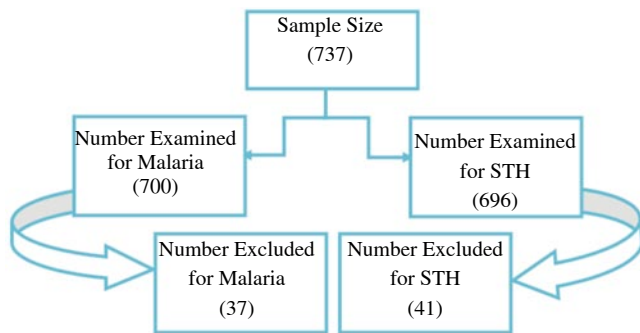 Sample Size
(737)
Number Examined
for Malaria
(700)
Number Examined
for STH
(696)
Number Excluded
for Malaria
(37)
Number Excluded
for STH
(41)